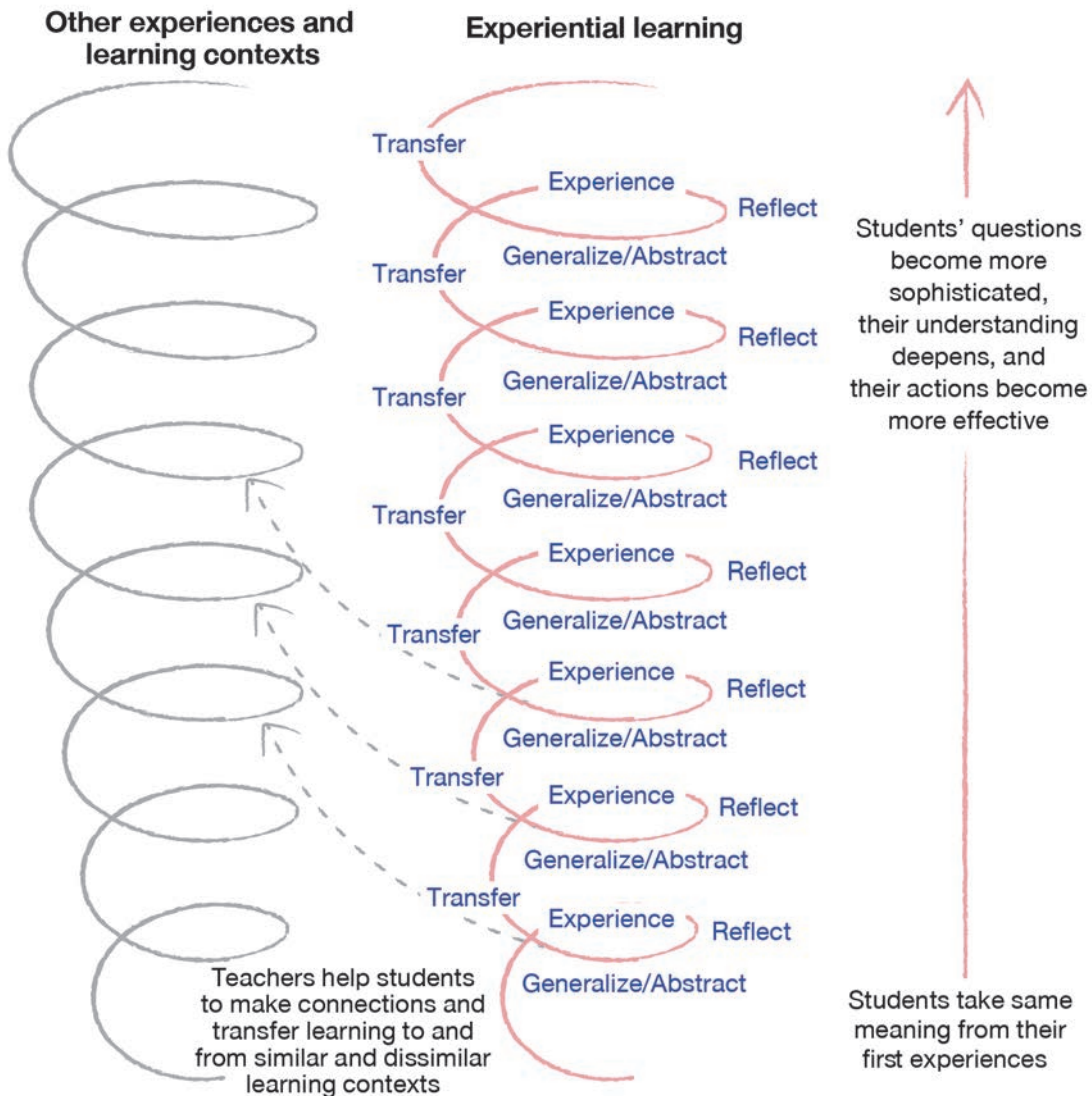 Other experiences and
learning contexts
Experiential learning
Transfer
Experience
Reflect
Generalize/Abstract
Transfer
Experience
Reflect
Generalize/Abstract
Transfer
Experience
Reflect
Generalize/Abstract
Transfer
Experience
Reflect
Generalize/Abstract
Transfer
Experience
Reflect
Generalize/Abstract
Transfer
Experience
Reflect
Generalize/Abstract
Transfer
Experience
Reflect
Generalize/Abstract
Teachers help students
to make connections and
transfer learning to and
from similar and dissimilar
learning contexts
Students’ questions
become more
sophisticated,
their understanding
deepens, and
their actions become
more effective
Students take same
meaning from their
first experiences